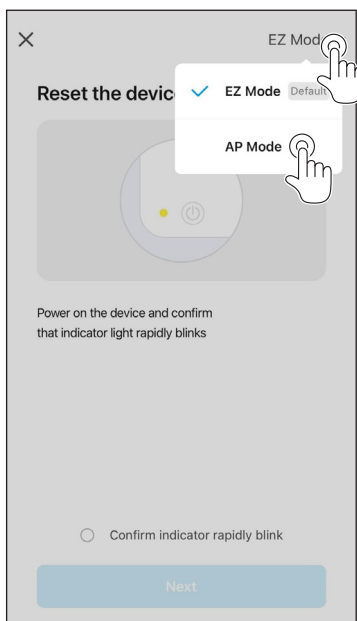 EZ Mod
Reset the devic
EZ Mode Default
AP Mode
Power on the device and confirm
that indicator light rapidly blinks
Confirm indicator rapidly blink
Next